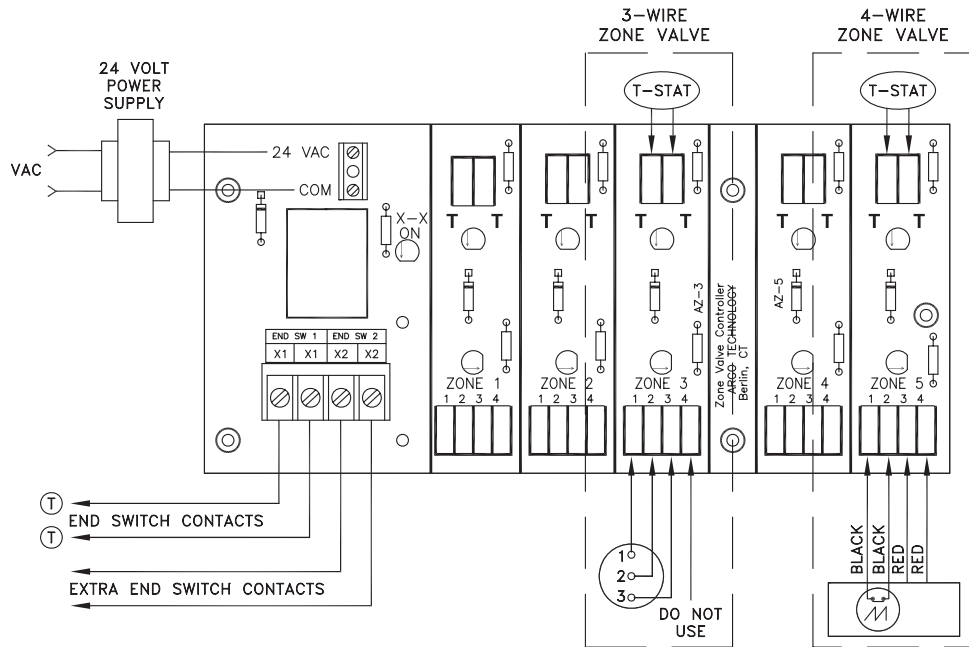 3-WIRE
ZONE VALVE
4-WIRE
ZONE VALVE
24 VOLT
POWER
SUPPLY
T-STAT
T-STAT
VAC
24 VAC
COM
X-X
ON
T T
T T
T T
T T
T T
END SW 1 END SW 2
X1 X1 X2 X2
ZONE 1
1 2 3 4
ZONE 2
1 2 3 4
ZONE 3
1 2 3 4
AZ-3
Zone Valve Controller
ARGO TECHNOLOGY
Berlin, CT
AZ-5
ZONE 4
1 2 3 4
ZONE 5
1 2 3 4
T
END SWITCH CONTACTS
T
EXTRA END SWITCH CONTACTS
1
2
3
DO NOT
USE
BLACK
BLACK
RED
RED